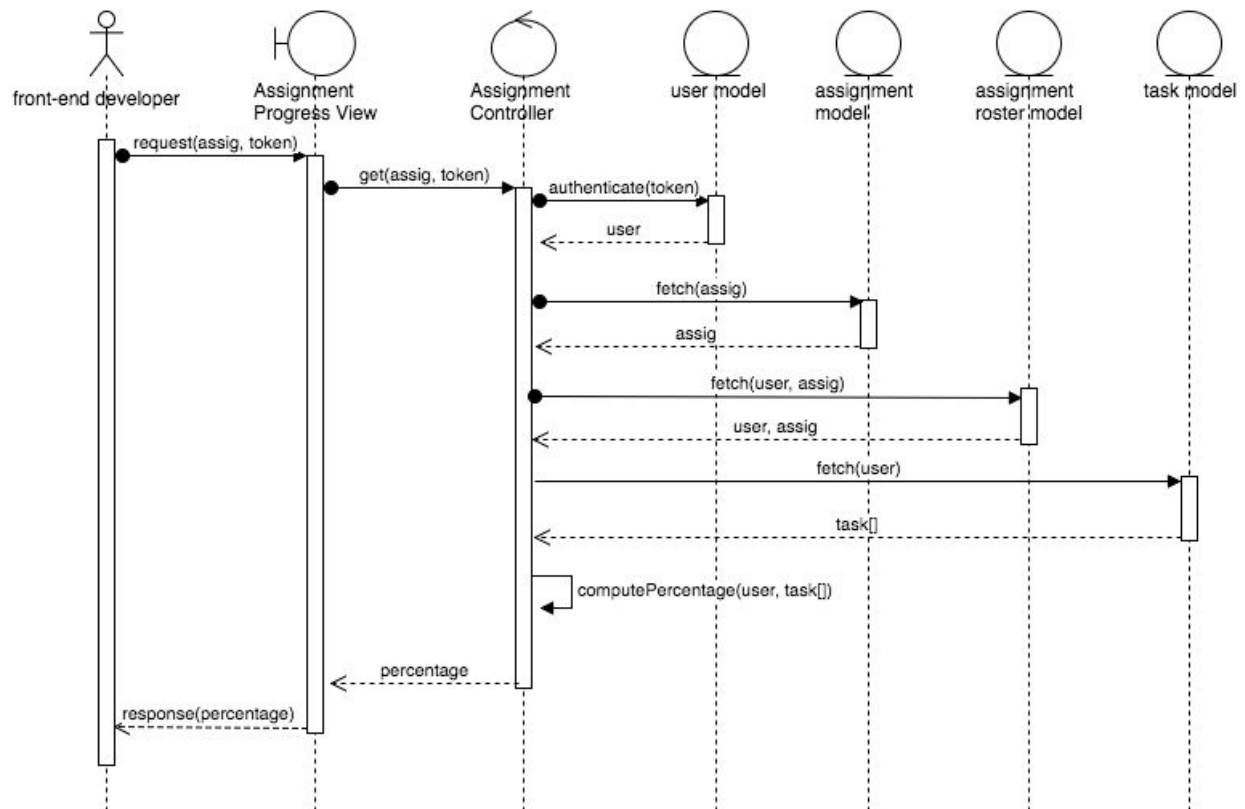 front-end developer
Assignment
Progress View
Assignment
Controller
user model
assignment
model
assignment
roster model
task model
request(assig, token)
get(assig, token)
authenticate(token)
user
fetch(assig)
assig
fetch(user, assig)
user, assig
fetch(user)
task[]
computePercentage(user, task[])
percentage
response(percentage)